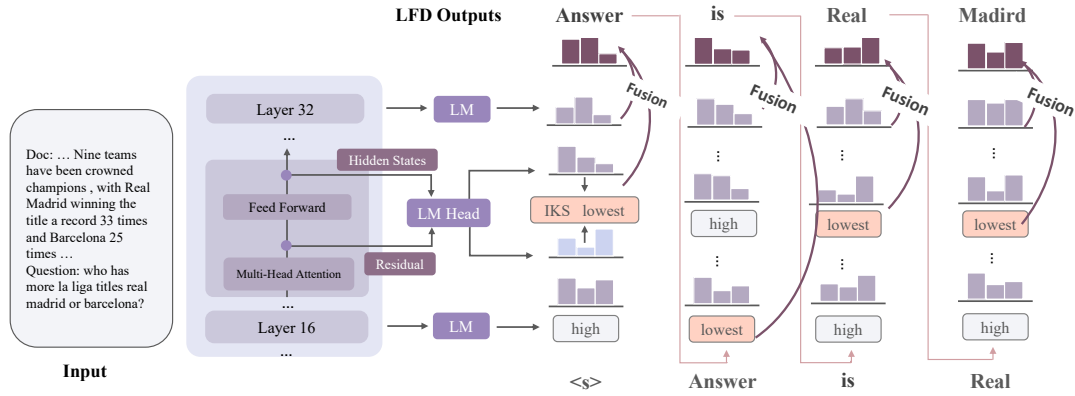 LFD Outputs
Answer
is
Real
Madird
Layer 32
...
LM
Fusion
Fusion
Fusion
Fusion
Doc: … Nine teams
have been crowned
champions , with Real
Madrid winning the
title a record 33 times
and Barcelona 25
times …
Question: who has
more la liga titles real
madrid or barcelona?
Hidden States
Feed Forward
LM Head
IKS lowest
Residual
Multi-Head Attention
...
...
...
high
lowest
lowest
...
...
...
Layer 16
...
LM
high
lowest
high
high
Input
<s>
Answer
is
Real